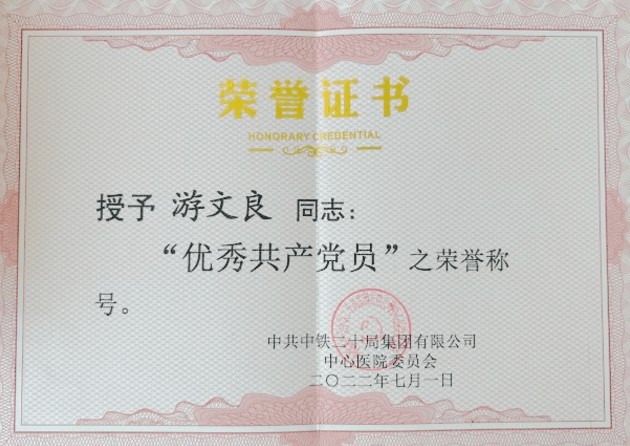 荣誉证书
HONORARY CREDENTIAL
授予 游文良 同志：
“优秀共产党员”之荣誉称
号。
中共中铁二十局集团有限公司
中心医院委员会
二〇二二年七月一日